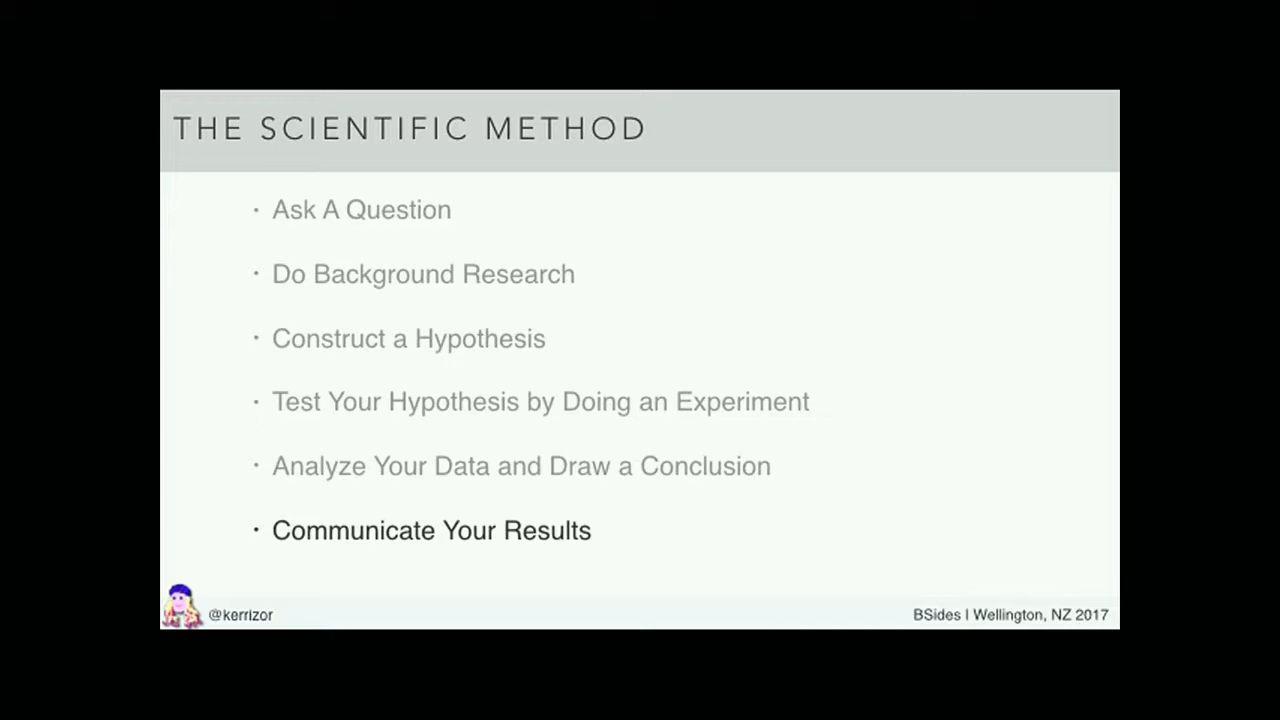 THE SCIENTIFIC METHOD
· Ask A Question
· Do Background Research
· Construct a Hypothesis
· Test Your Hypothesis by Doing an Experiment
· Analyze Your Data and Draw a Conclusion
· Communicate Your Results
@kerrizor
BSides | Wellington, NZ 2017